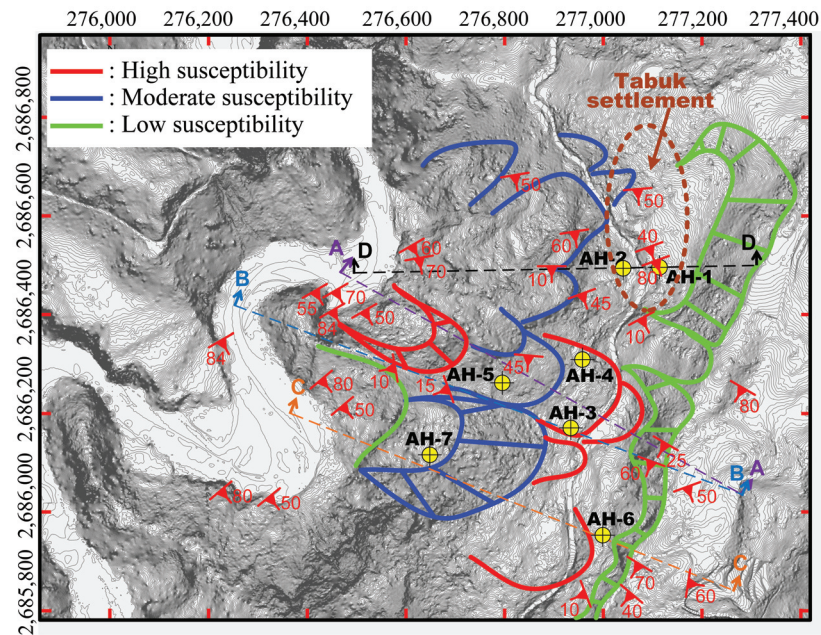 276,000 276,200 276,400 276,600 276,800 277,000 277,200 277,400
2,686,800
2,686,600
2,686,400
2,686,200
2,686,000
2,685,800
: High susceptibility
: Moderate susceptibility
: Low susceptibility
Tabuk
settlement
50
50
60
40
60
A D
D
70
AH-2
AH-1
10
80
B
55 70
45
84
50
10
84
45
AH-4
10
AH-5
80
15
C
50
AH-3
AH-7
25
60
80
B A
80 50
50
AH-6
70
C
60
10
40